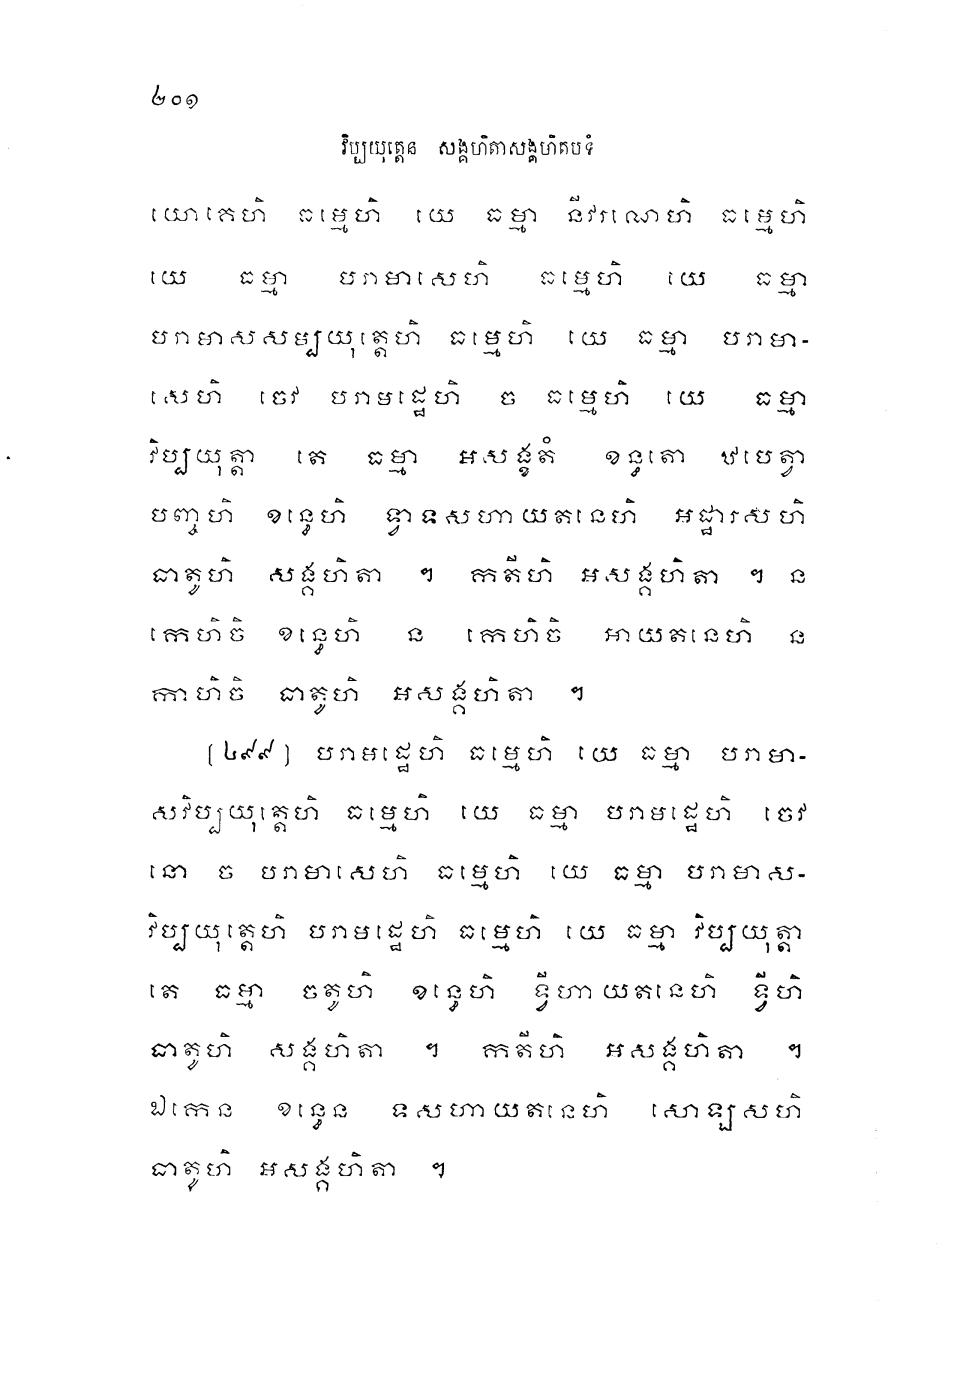 ២០១
វិប្បយុត្តេន សង្គហិតាសង្គហិតបទំ
យោគេហិ ធម្មេហិ យេ ធម្មា នីវរណេហិ ធម្មេហិ
យេ ធម្មា បរាមាសេហិ ធម្មេហិ យេ ធម្មា
បរាមាសសម្បយុត្តេហិ ធម្មេហិ យេ ធម្មា បរាមា-
សេហិ ចេវ បរាមដ្ឋេហិ ច ធម្មេហិ យេ ធម្មា
វិប្បយុត្តា តេ ធម្មា អសង្ខតំ ខន្ធតោ ឋបេត្វា
បញ្ចហិ ខន្ធេហិ ទ្វាទសហាយតនេហិ អដ្ឋារសហិ
ធាតូហិ សង្គហិតា ។ កតីហិ អសង្គហិតា ។ ន
កេហិចិ ខន្ធេហិ ន កេហិចិ អាយតនេហិ ន
កាហិចិ ធាតូហិ អសង្គហិតា ។
[៤៩៩] បរាមដ្ឋេហិ ធម្មេហិ យេ ធម្មា បរាមា-
សវិប្បយុត្តេហិ ធម្មេហិ យេ ធម្មា បរាមដ្ឋេហិ ចេវ
នោ ច បរាមាសេហិ ធម្មេហិ យេ ធម្មា បរាមាស-
វិប្បយុត្តេហិ បរាមដ្ឋេហិ ធម្មេហិ យេ ធម្មា វិប្បយុត្តា
តេ ធម្មា ចតូហិ ខន្ធេហិ ទ្វីហាយតនេហិ ទ្វីហិ
ធាតូហិ សង្គហិតា ។ កតីហិ អសង្គហិតា ។
ឯកេន ខន្ធេន ទសហាយតនេហិ សោឡសហិ
ធាតូហិ អសង្គហិតា ។